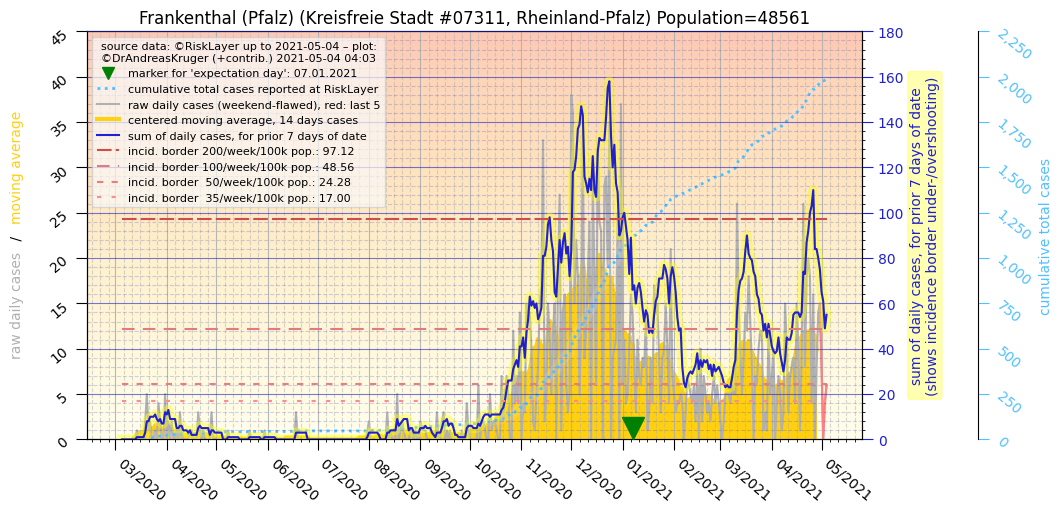 Frankenthal (Pfalz) (Kreisfreie Stadt #07311, Rheinland-Pfalz) Population=48561
source data: ©RiskLayer up to 2021-05-04 – plot:
©DrAndreasKruger (+contrib.) 2021-05-04 04:03
marker for 'expectation day': 07.01.2021
cumulative total cases reported at RiskLayer
raw daily cases (weekend-flawed), red: last 5
centered moving average, 14 days cases
sum of daily cases, for prior 7 days of date
incid. border 200/week/100k pop.: 97.12
incid. border 100/week/100k pop.: 48.56
incid. border  50/week/100k pop.: 24.28
incid. border  35/week/100k pop.: 17.00
raw daily cases  /  moving average
45
40
35
30
25
20
15
10
5
0
03/2020
04/2020
05/2020
06/2020
07/2020
08/2020
09/2020
10/2020
11/2020
12/2020
01/2021
02/2021
03/2021
04/2021
05/2021
180
160
140
120
100
80
60
40
20
0
sum of daily cases, for prior 7 days of date
(shows incidence border under-/overshooting)
2,250
2,000
1,750
1,500
1,250
1,000
750
500
250
0
cumulative total cases